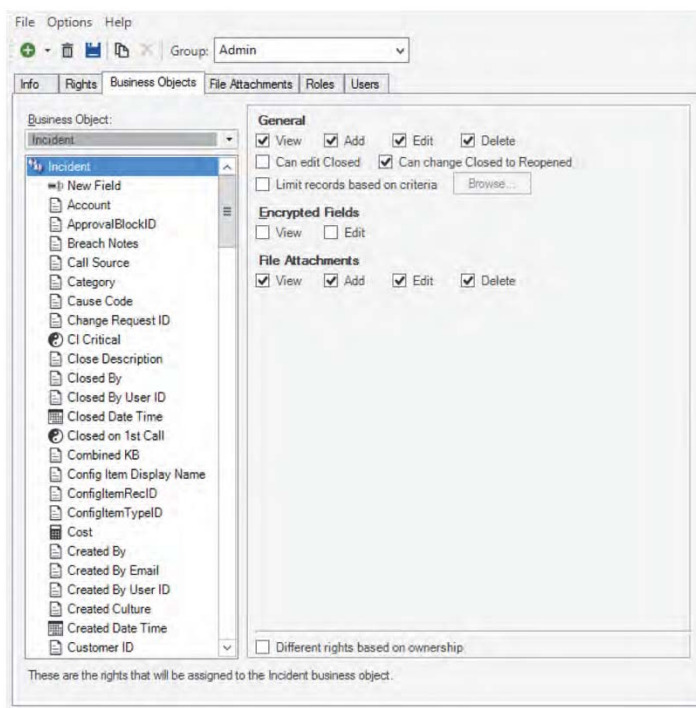 File Options Help
Group: Admin
Info Rights Business Objects File Attachments Roles Users
Business Object:
Incident
Incident
New Field
Account
ApprovalBlockID
Breach Notes
Call Source
Category
Cause Code
Change Request ID
CI Critical
Close Description
Closed By
Closed By User ID
Closed Date Time
Closed on 1st Call
Combined KB
Config Item Display Name
ConfigItemRecID
ConfigItemTypeID
Cost
Created By
Created By Email
Created By User ID
Created Culture
Created Date Time
Customer ID
General
View Add Edit Delete
Can edit Closed Can change Closed to Reopened
Limit records based on criteria Browse...
Encrypted Fields
View Edit
File Attachments
View Add Edit Delete
Different rights based on ownership
These are the rights that will be assigned to the Incident business object.